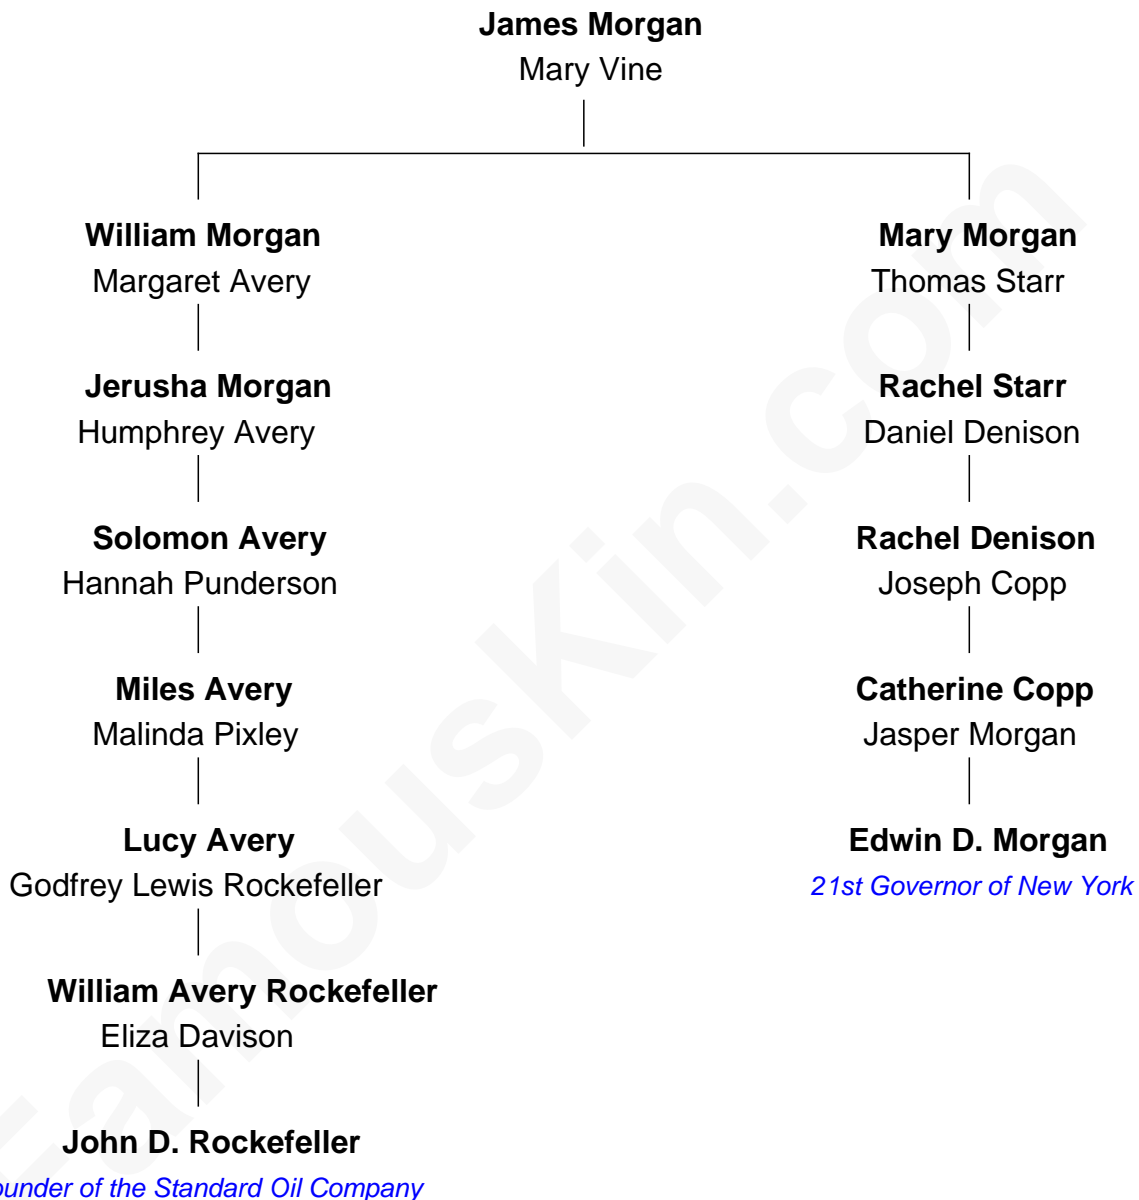 James Morgan
Mary Vine
William Morgan
Margaret Avery
Mary Morgan
Thomas Starr
Jerusha Morgan
Humphrey Avery
Rachel Starr
Daniel Denison
Solomon Avery
Hannah Punderson
Rachel Denison
Joseph Copp
Miles Avery
Malinda Pixley
Catherine Copp
Jasper Morgan
Lucy Avery
Godfrey Lewis Rockefeller
Edwin D. Morgan
21st Governor of New York
William Avery Rockefeller
Eliza Davison
John D. Rockefeller
ounder of the Standard Oil Company
FamousKin.com